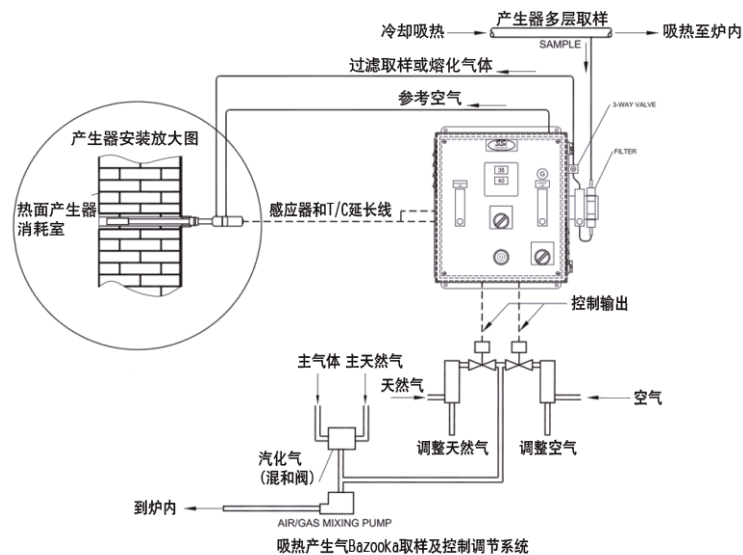 产生器多层取样
冷却吸热
吸热至炉内
SAMPLE
过滤取样或熔化气体
参考空气
3-WAY VALVE
产生器安装放大图
SSi
FILTER
38
40
G
热面产生器
消耗室
感应器和T/C延长线
控制输出
主气体 主天然气
天然气
空气
调整天然气
调整空气
汽化气
(混和阀)
到炉内
AIR/GAS MIXING PUMP
吸热产生气Bazooka取样及控制调节系统